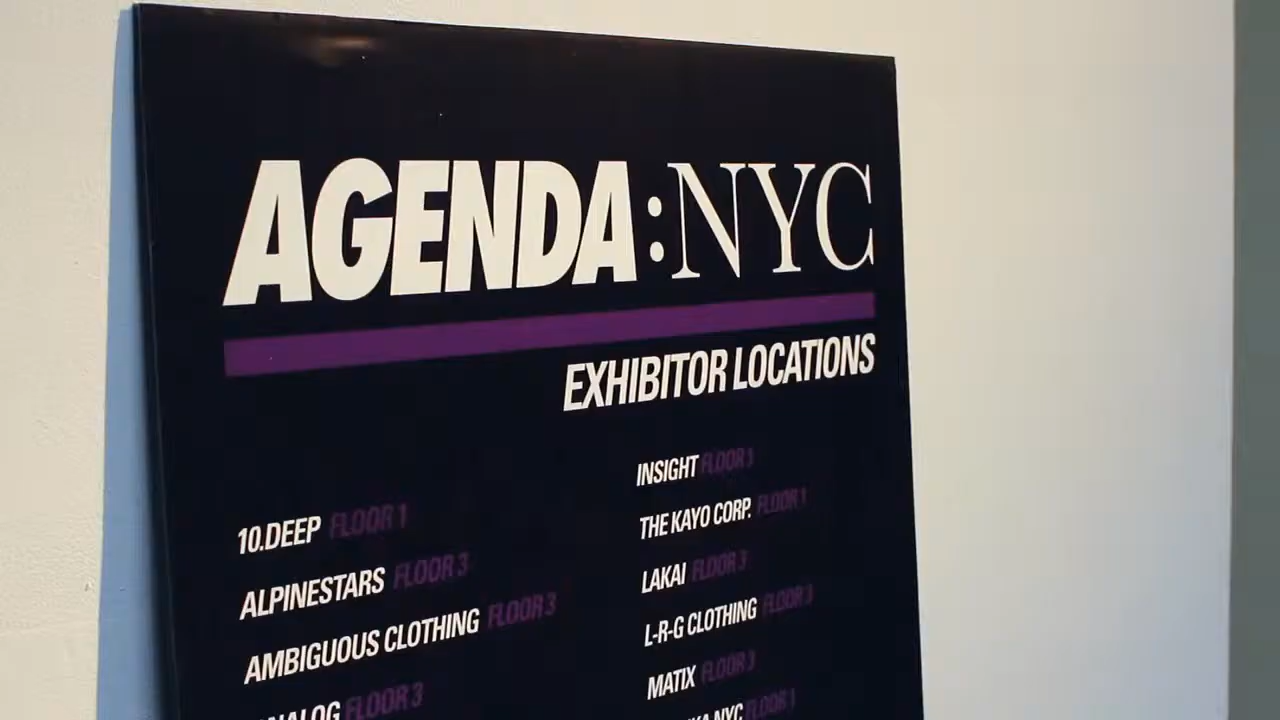 AGENDA:NYC
EXHIBITOR LOCATIONS
10.DEEP FLOOR 1
ALPINESTARS FLOOR 3
AMBIGUOUS CLOTHING FLOOR 3
FLOOR 3
INSIGHT FLOOR 1
THE KAYO CORP. FLOOR 1
LAKAI FLOOR 3
L-R-G CLOTHING FLOOR 3
MATIX FLOOR 3
NYC FLOOR 1